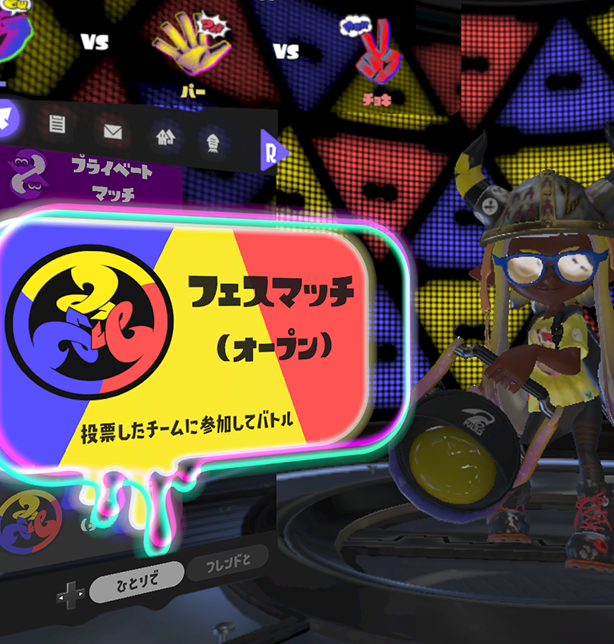 VS
VS
パー
チョキ
R
プライベート
マッチ
フェスマッチ
(オープン)
投票したチームに参加してバトル
ひとりで
フレンドと